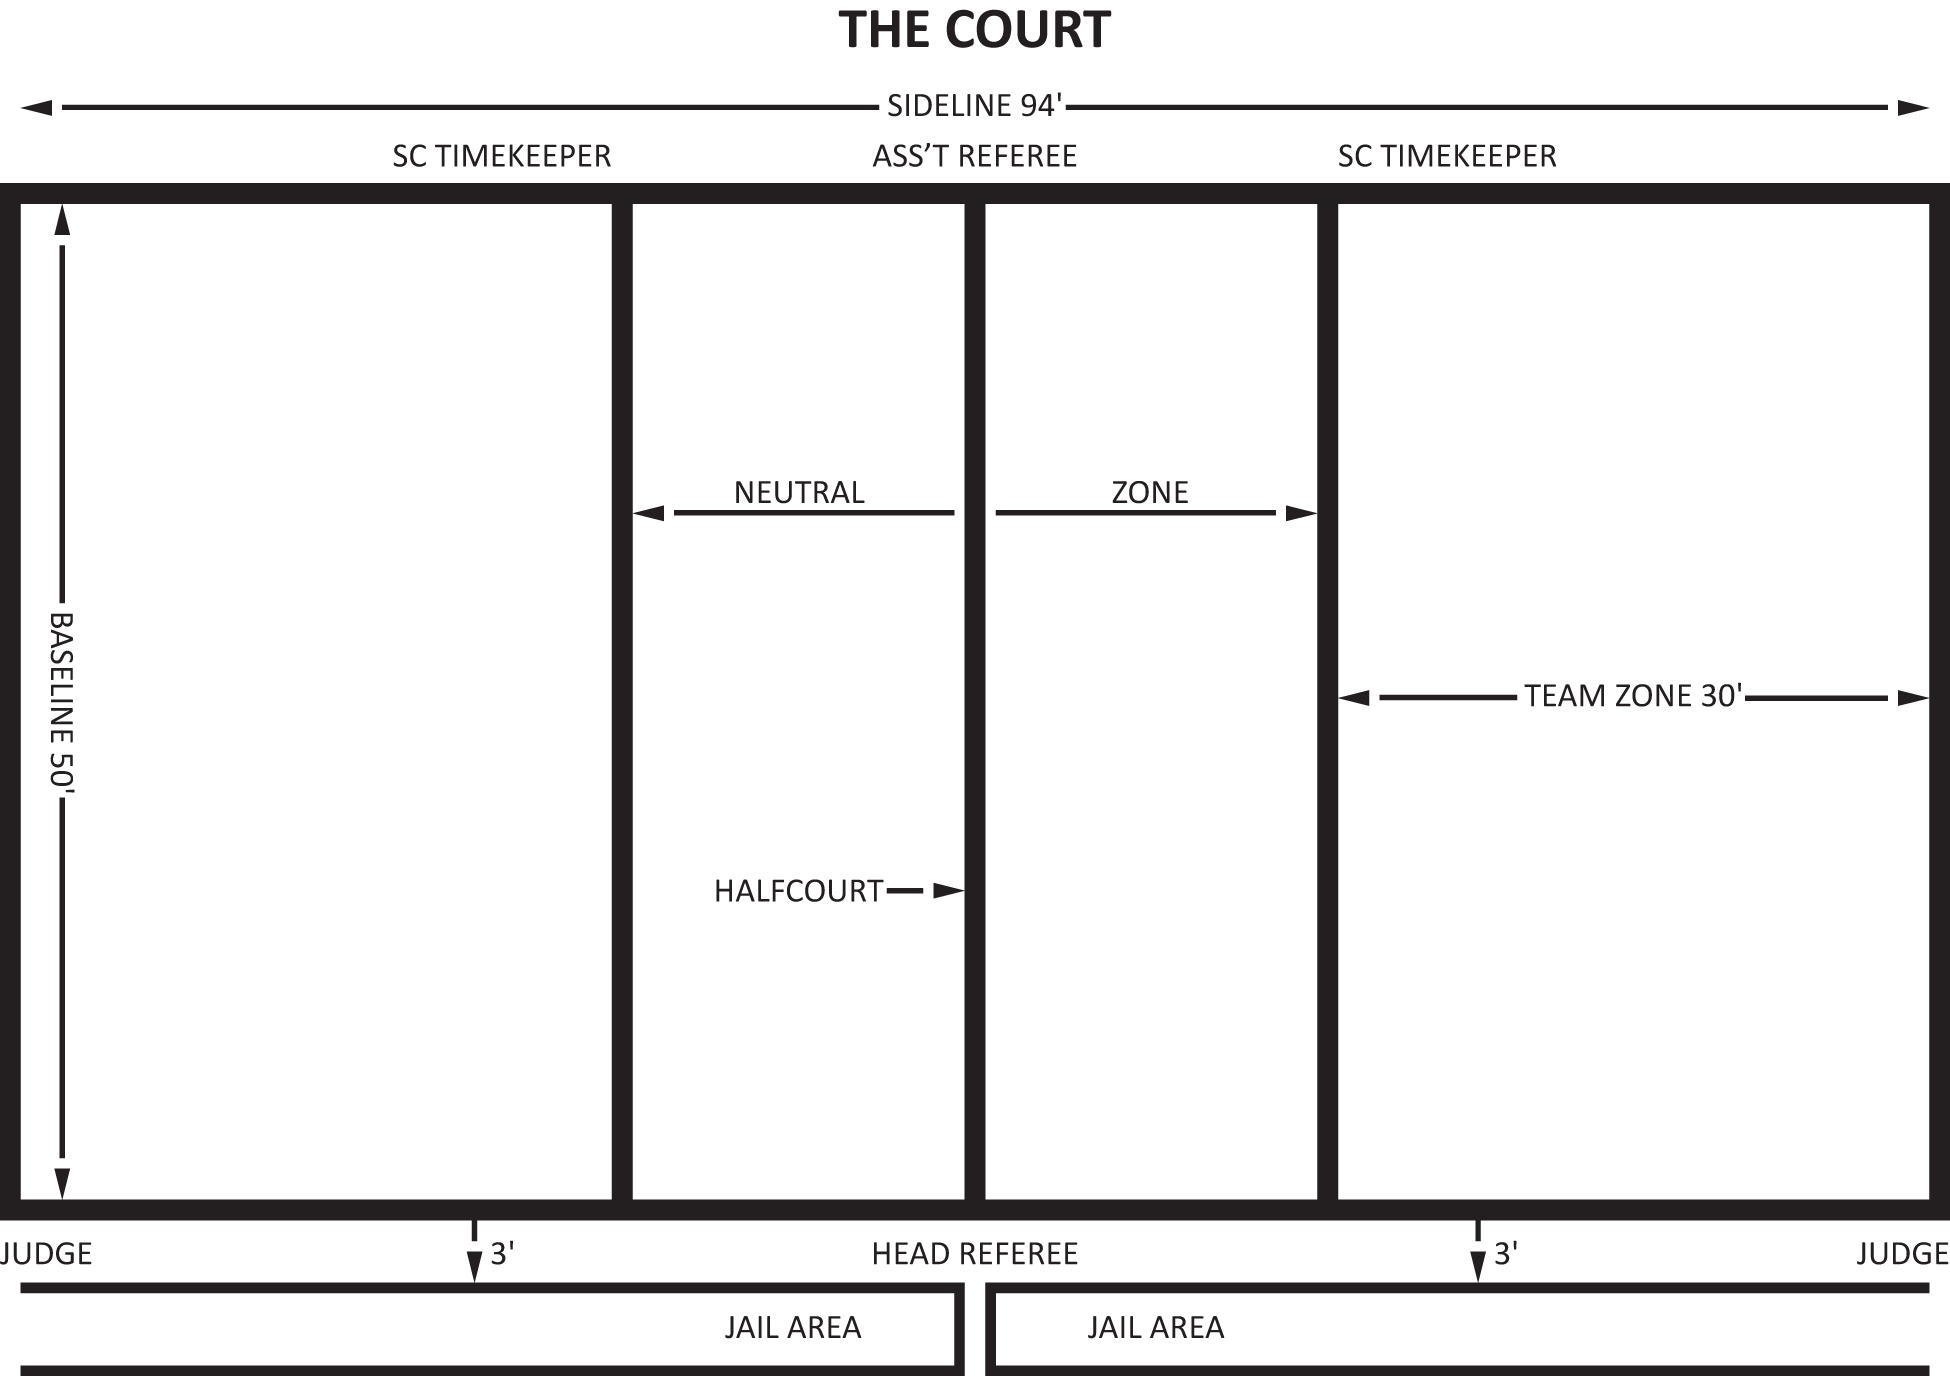 THE COURT
SIDELINE 94'
SC TIMEKEEPER ASS’T REFEREE SC TIMEKEEPER
NEUTRAL ZONE
BASELINE 50'
TEAM ZONE 30'
HALFCOURT
JUDGE 3' HEAD REFEREE 3' JUDGE
JAIL AREA JAIL AREA